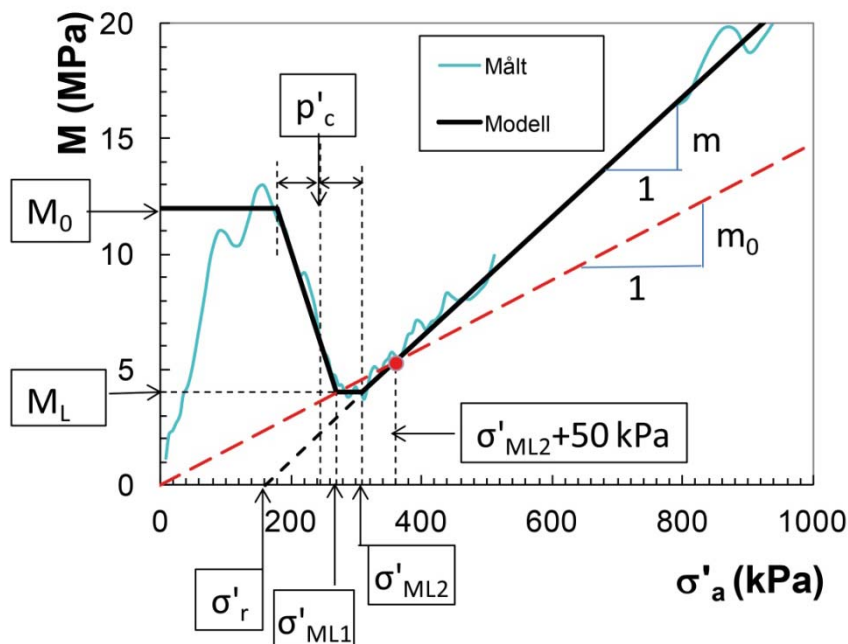 20
15
10
5
0
M (MPa)
Målt
Modell
p'c
M₀
M_L
m
1
m₀
1
σ'ML2+50 kPa
0
200
400
600
800
1000
σ'a (kPa)
σ'r
σ'ML1
σ'ML2